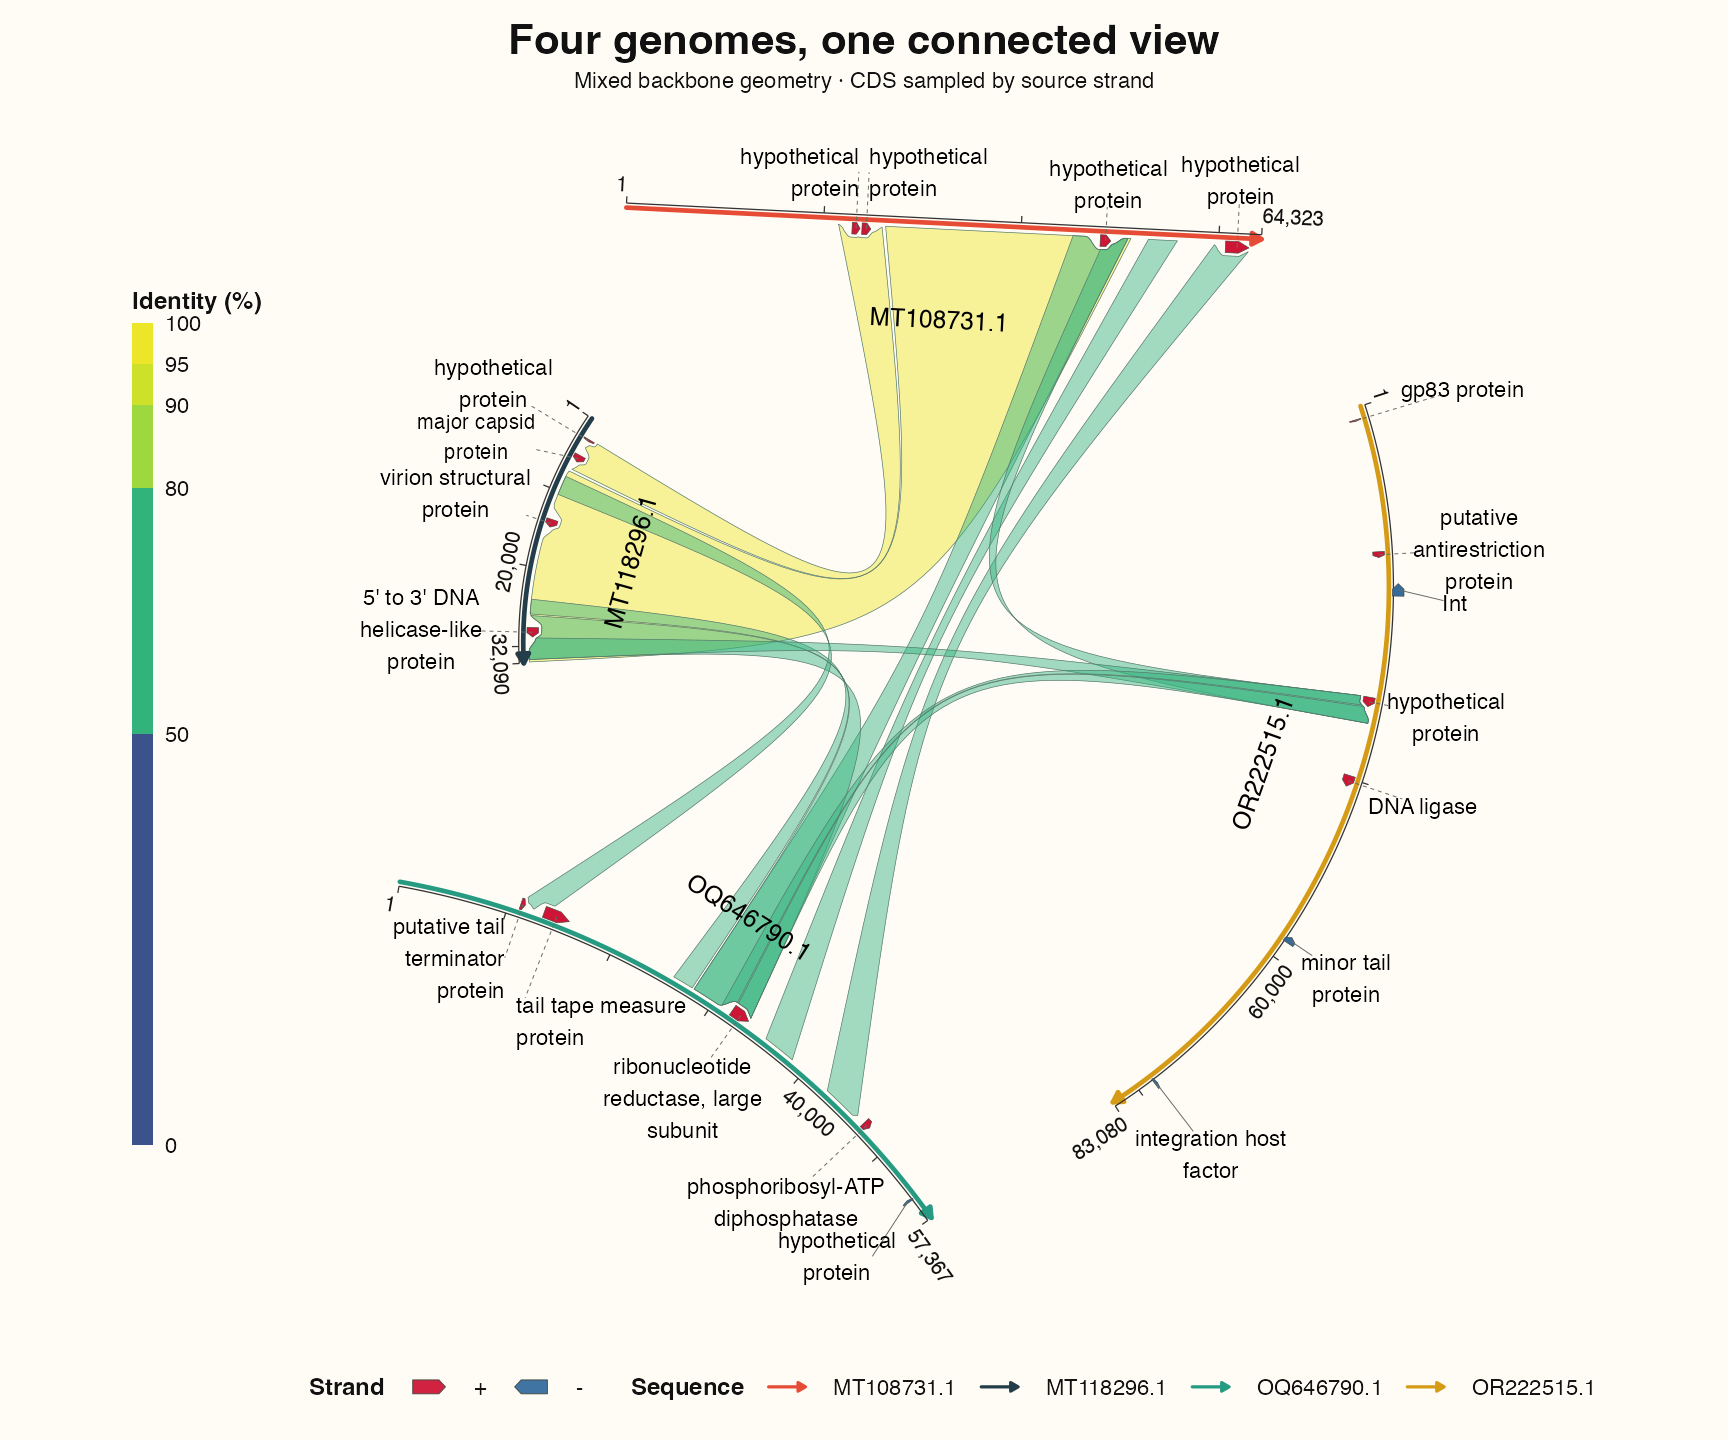 Four genomes, one connected view
Mixed backbone geometry · CDS sampled by source strand
hypothetical
protein
hypothetical
protein
hypothetical
protein
hypothetical
protein
1
64,323
MT108731.1
Identity (%)
100
95
90
80
50
0
hypothetical
protein
major capsid
protein
virion structural
protein
5' to 3' DNA
helicase-like
protein
1
20,000
32,090
MT118296.1
1
gp83 protein
putative
antirestriction
protein
Int
hypothetical
protein
DNA ligase
OR222515.1
minor tail
protein
60,000
83,080
integration host
factor
1
putative tail
terminator
protein
tail tape measure
protein
OQ646790.1
ribonucleotide
reductase, large
subunit
40,000
phosphoribosyl-ATP
diphosphatase
hypothetical
protein
57,367
Strand + - Sequence MT108731.1 MT118296.1 OQ646790.1 OR222515.1